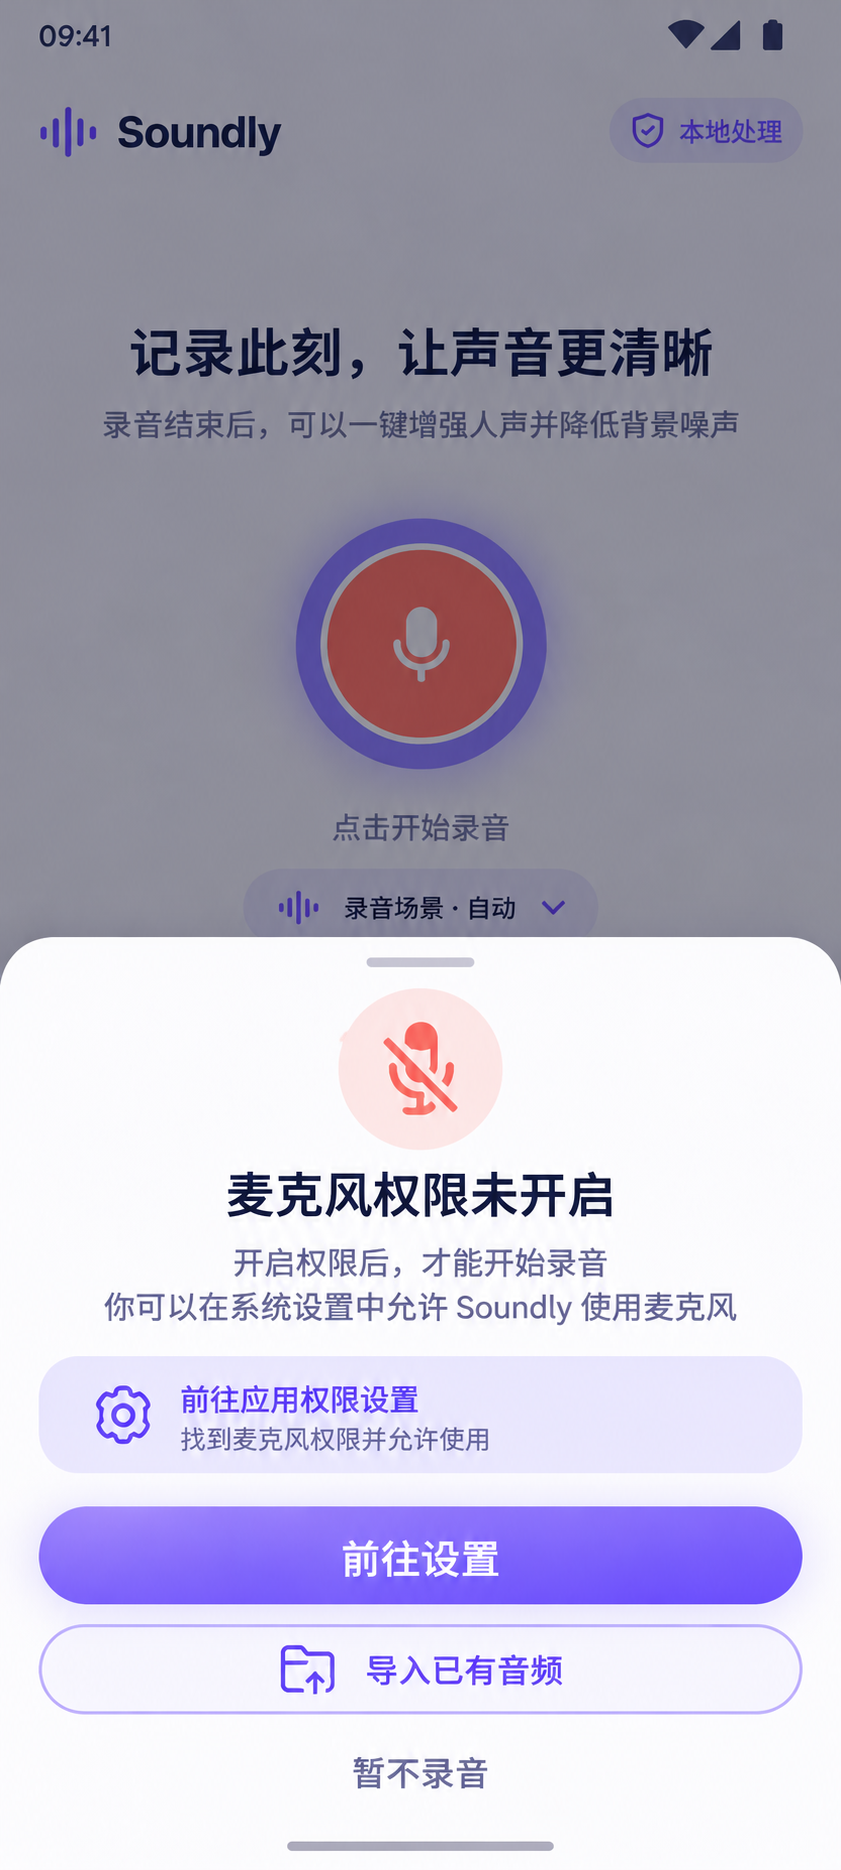 09:41
Soundly
本地处理
记录此刻，让声音更清晰
录音结束后，可以一键增强人声并降低背景噪声
点击开始录音
录音场景 · 自动
麦克风权限未开启
开启权限后，才能开始录音
你可以在系统设置中允许 Soundly 使用麦克风
前往应用权限设置
找到麦克风权限并允许使用
前往设置
导入已有音频
暂不录音